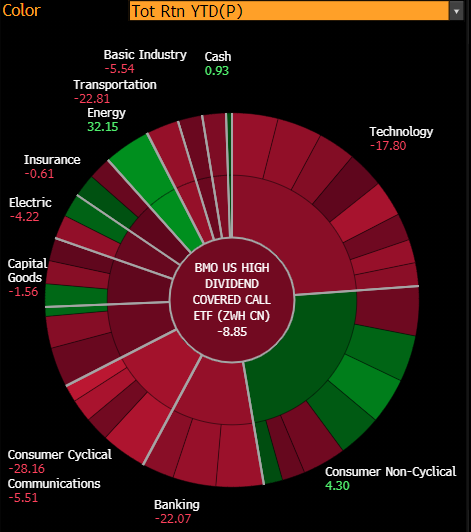 Color
Tot Rtn YTD(P)
Basic Industry
-5.54
Cash
0.93
Transportation
-22.81
Energy
32.15
Technology
-17.80
Insurance
-0.61
Electric
-4.22
Capital
Goods
-1.56
BMO US HIGH
DIVIDEND
COVERED CALL
ETF (ZWH CN)
-8.85
Consumer Cyclical
-28.16
Communications
-5.51
Consumer Non-Cyclical
4.30
Banking
-22.07